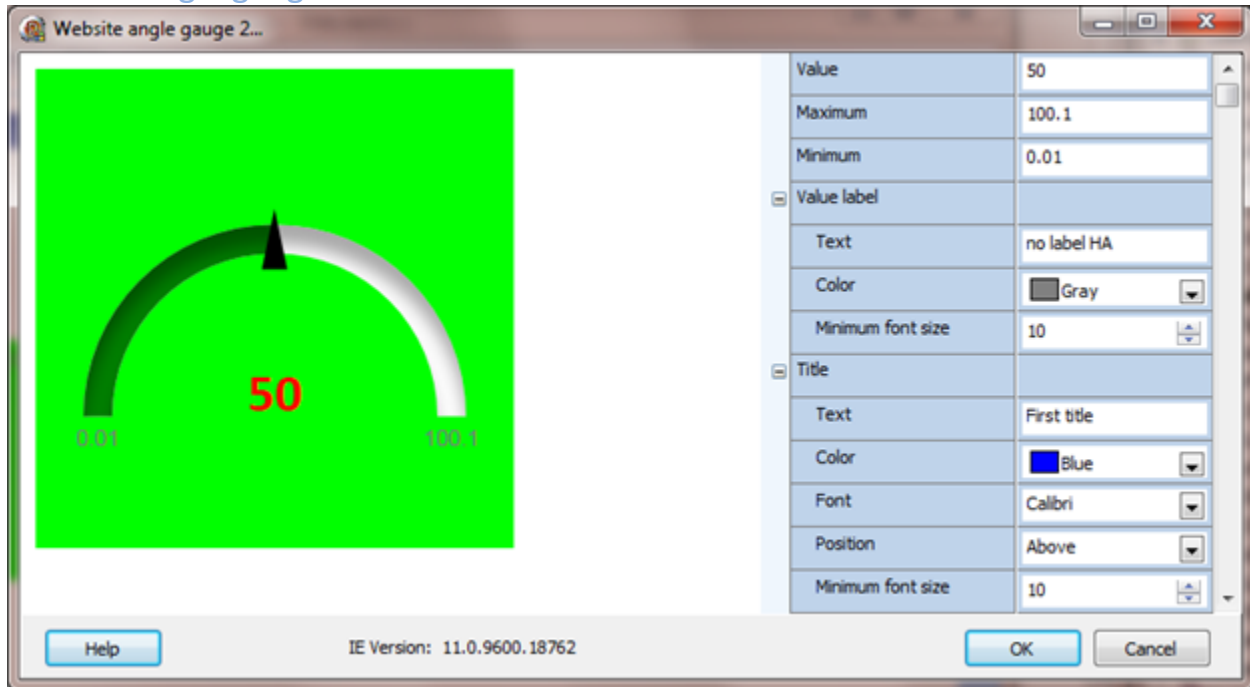 Website angle gauge 2...
50
0.01
100.1
Value 50
Maximum 100.1
Minimum 0.01
Value label
Text no label HA
Color Gray
Minimum font size 10
Title
Text First title
Color Blue
Font Calibri
Position Above
Minimum font size 10
Help
IE Version: 11.0.9600.18762
OK
Cancel